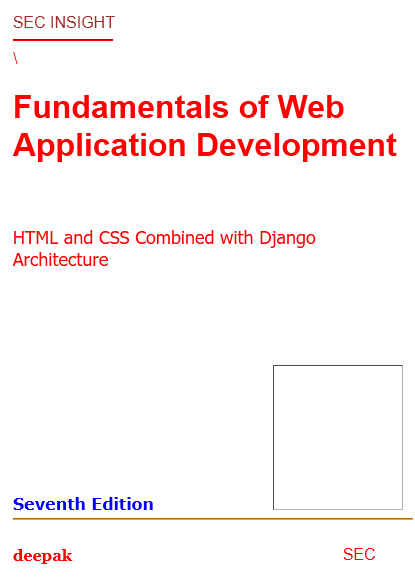 SEC INSIGHT
\
Fundamentals of Web
Application Development
HTML and CSS Combined with Django
Architecture
Seventh Edition
deepak
SEC